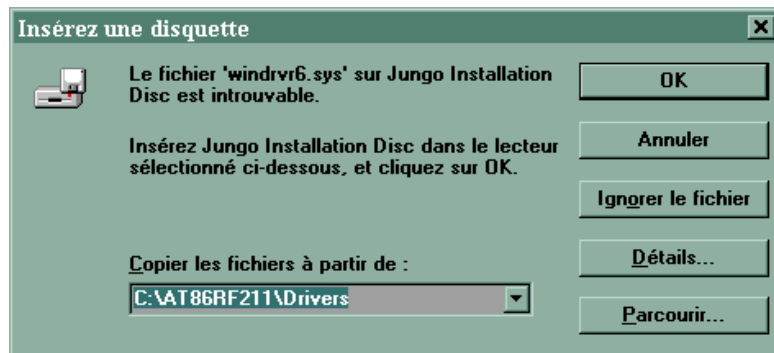 Insérez une disquette
Le fichier 'windrvr6.sys' sur Jungo Installation
Disc est introuvable.
Insérez Jungo Installation Disc dans le lecteur
sélectionné ci-dessous, et cliquez sur OK.
Copier les fichiers à partir de :
C:\AT86RF211\Drivers
OK
Annuler
Ignorer le fichier
Détails...
Parcourir...